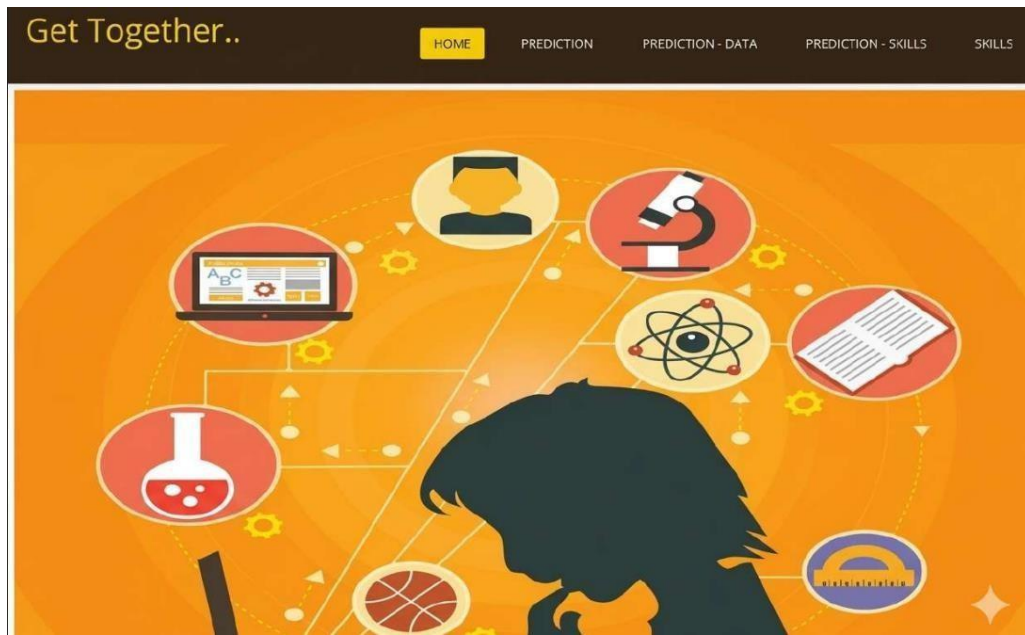 Get Together..
HOME PREDICTION PREDICTION - DATA PREDICTION - SKILLS SKILLS
ABC